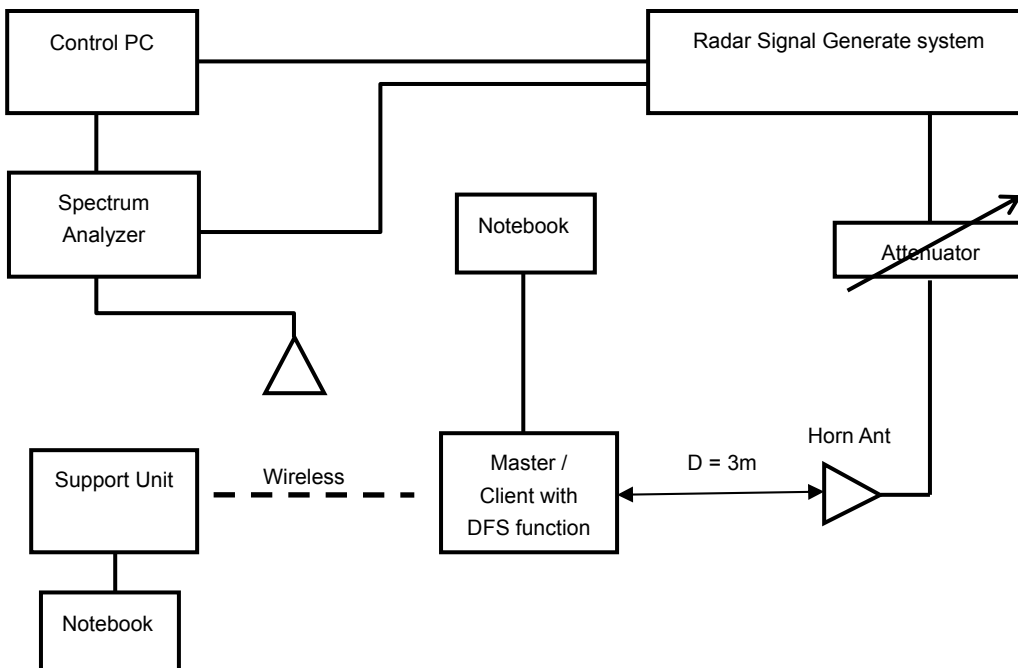 Control PC
Radar Signal Generate system
Spectrum
Analyzer
Notebook
Attenuator
Horn Ant
Support Unit
Wireless
Master /
Client with
DFS function
D = 3m
Notebook